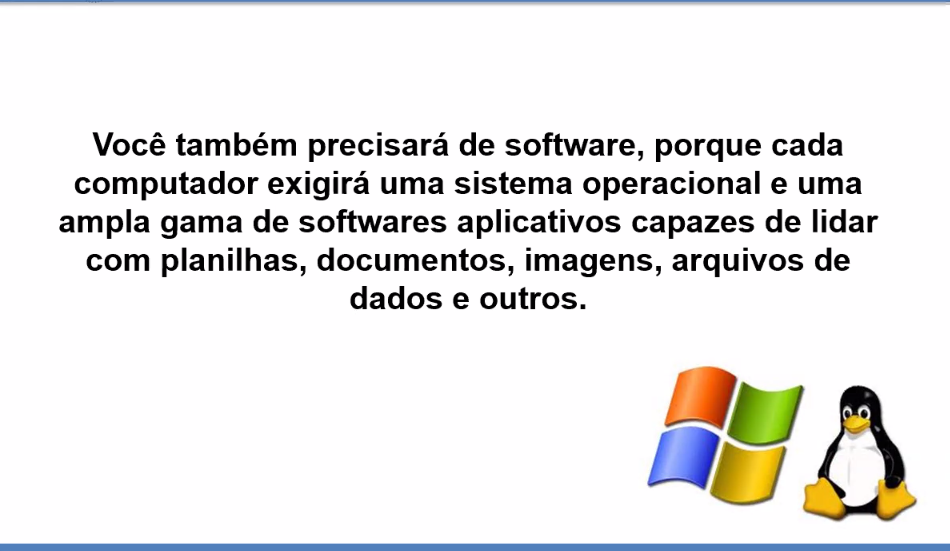 Você também precisará de software, porque cada
computador exigirá uma sistema operacional e uma
ampla gama de softwares aplicativos capazes de lidar
com planilhas, documentos, imagens, arquivos de
dados e outros.